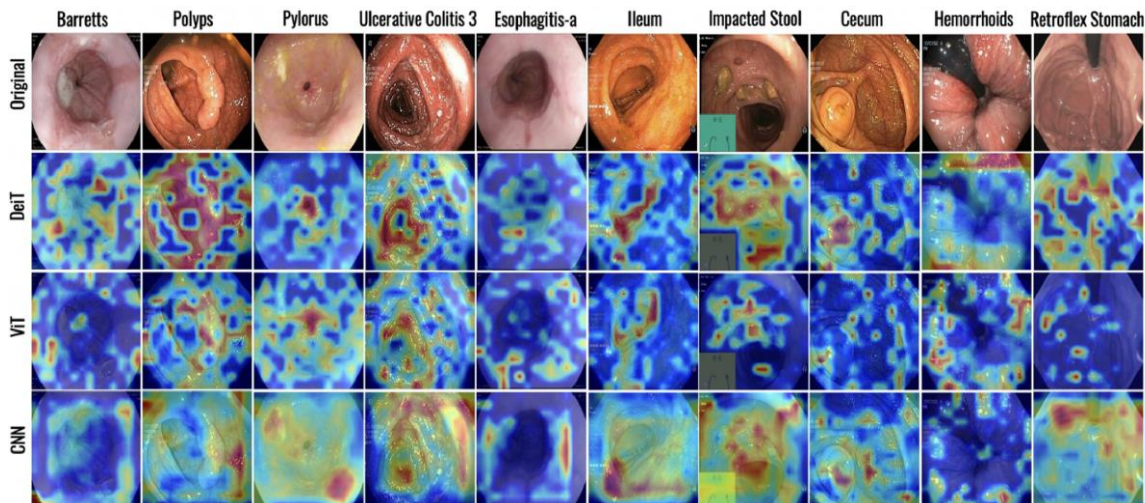 Barretts Polyps Pylorus Ulcerative Colitis 3 Esophagitis-a Ileum Impacted Stool Cecum Hemorrhoids Retroflex Stomach
Original
DeiT
ViT
CNN